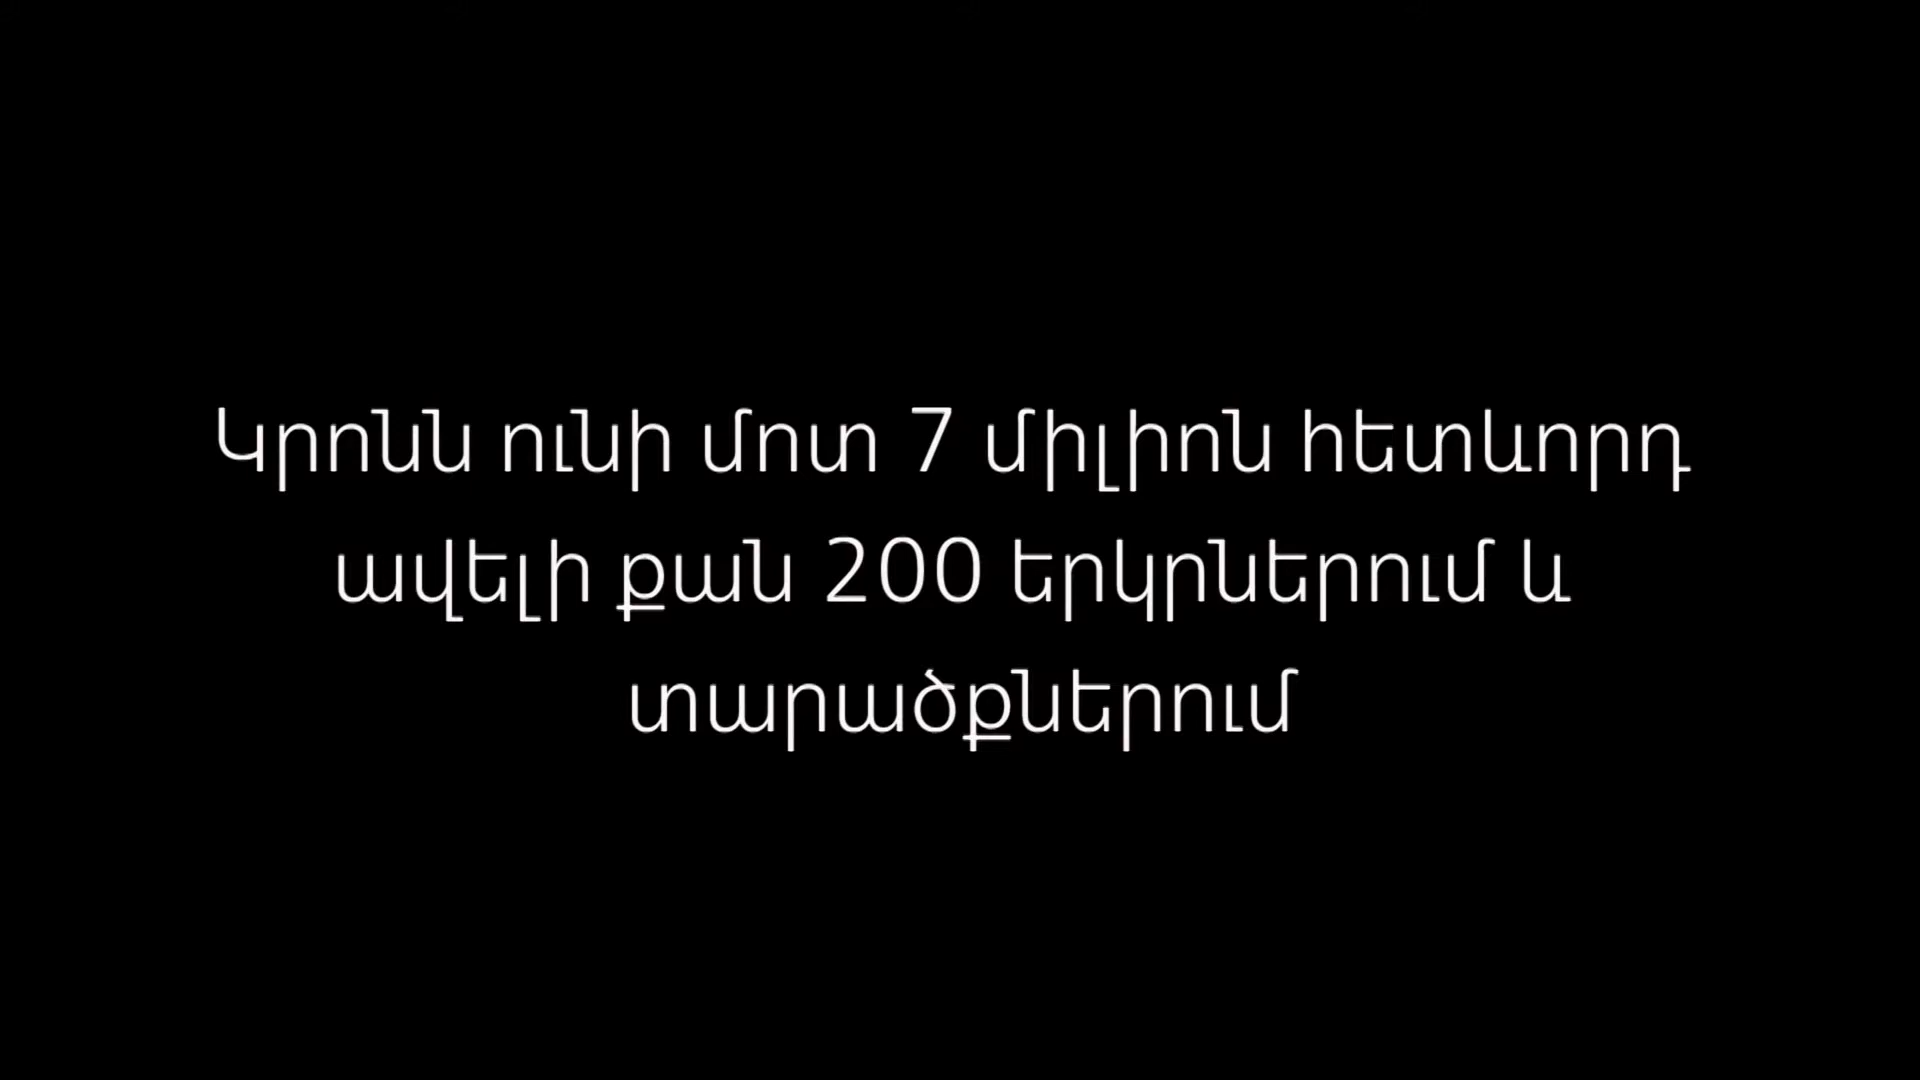 Կրոնն ունի մոտ 7 միլիոն հետևորդ
ավելի քան 200 երկրներում և
տարածքներում